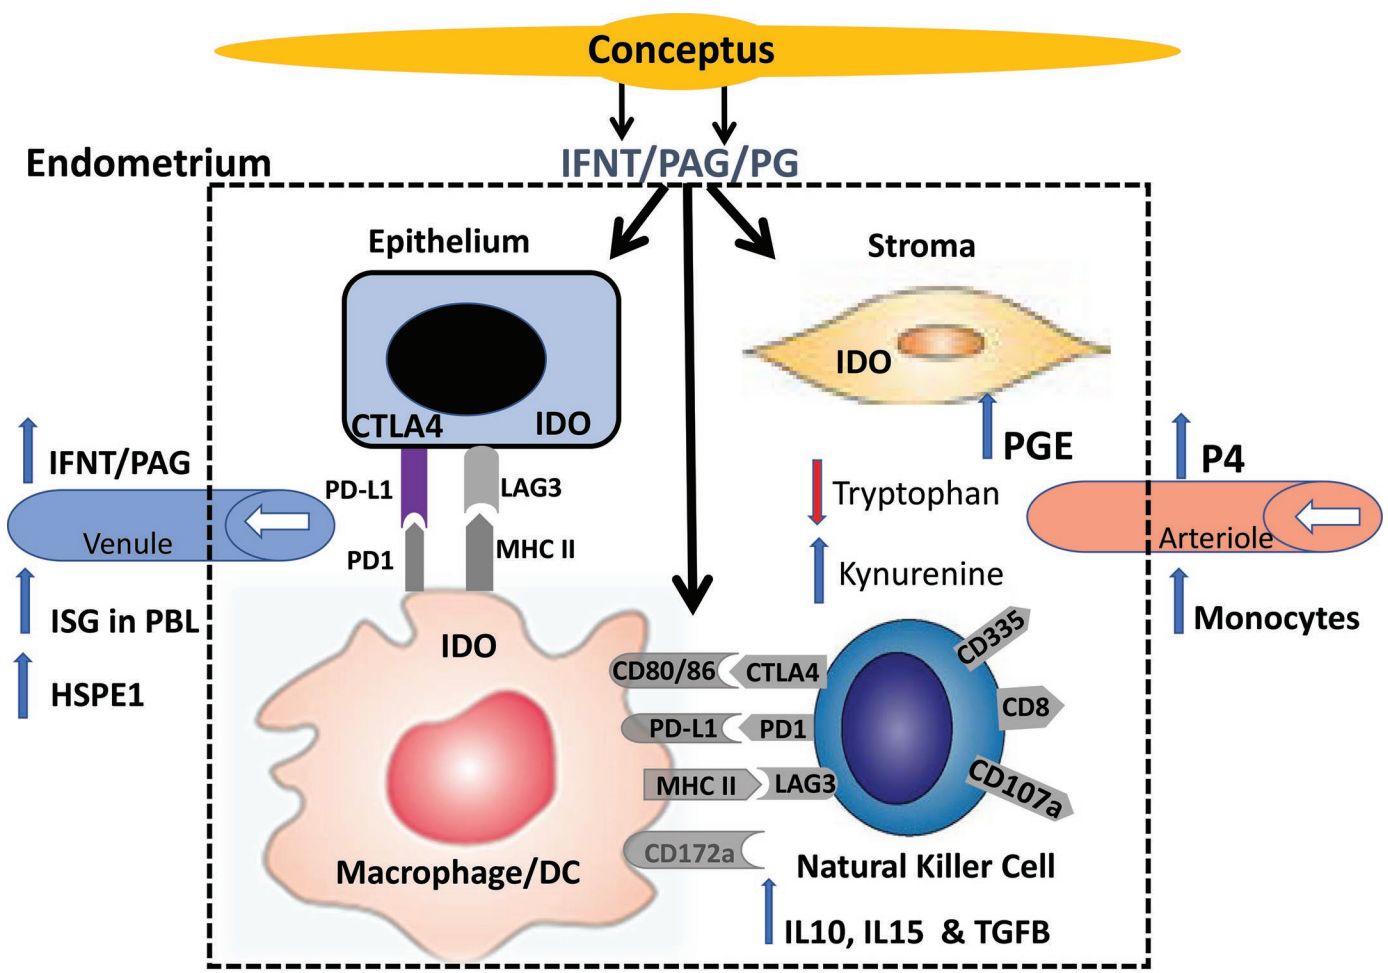 Conceptus
IFNT/PAG/PG
Endometrium
Epithelium
Stroma
IDO
CTLA4
IDO
PGE
IFNT/PAG
P4
PD-L1
LAG3
Tryptophan
Venule
PD1
MHC II
Arteriole
Kynurenine
ISG in PBL
Monocytes
HSPE1
IDO
CD80/86
CTLA4
CD335
PD-L1
PD1
CD8
MHC II
LAG3
CD107a
CD172a
Macrophage/DC
Natural Killer Cell
IL10, IL15 & TGFB